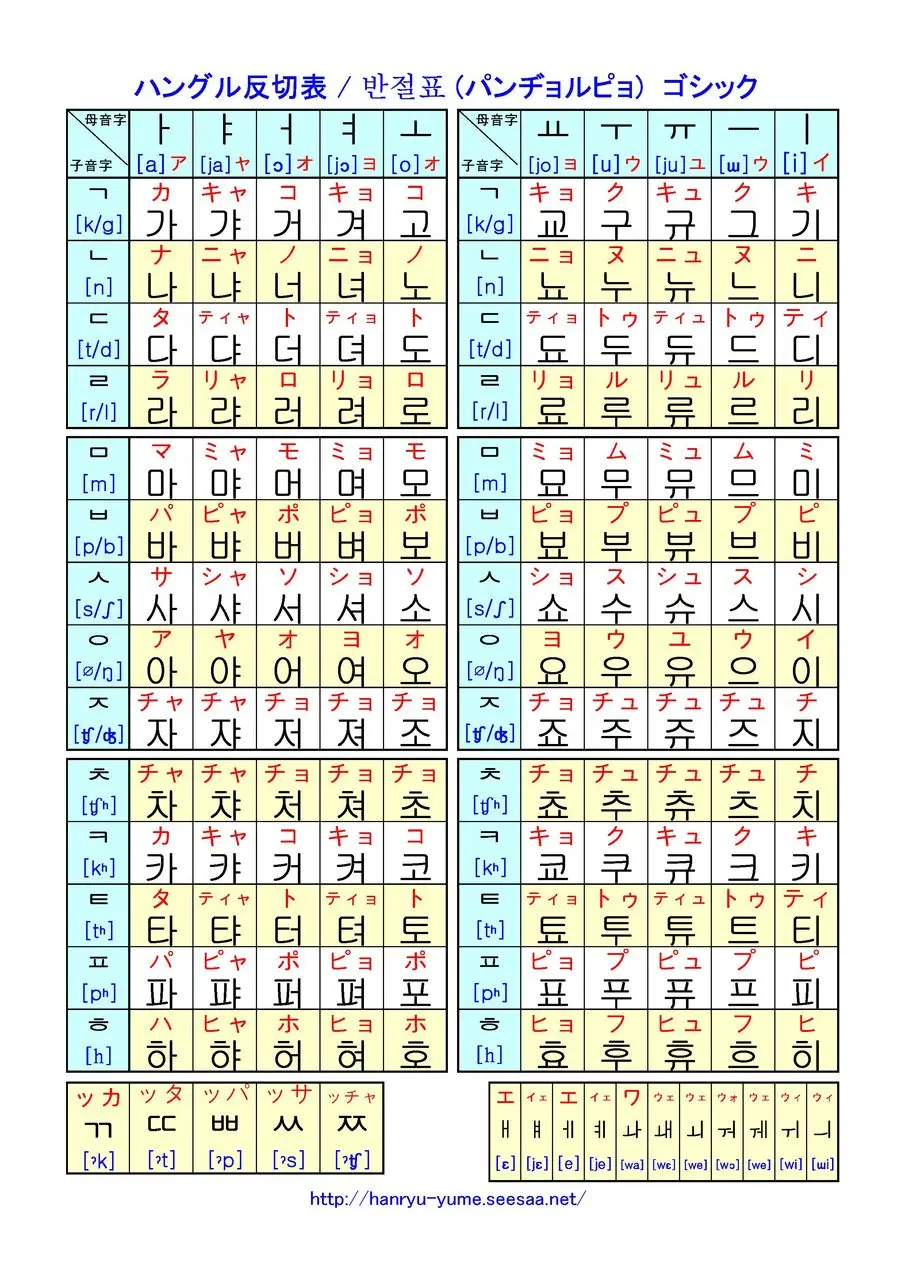 ハングル反切表 / 반절표 (パンヂョルピョ) ゴシック
母音字 ㅏ ㅑ ㅓ ㅕ ㅗ
子音字 [a]ア [ja]ャ [ɔ]オ [jɔ]ョ [o]オ
ㄱ カ キャ コ キョ コ
[k/g] 가 갸 거 겨 고
ㄴ ナ ニャ ノ ニョ ノ
[n] 나 냐 너 녀 노
ㄷ タ ティャ ト ティョ ト
[t/d] 다 댜 더 뎌 도
ㄹ ラ リャ ロ リョ ロ
[r/l] 라 랴 러 려 로
ㅁ マ ミャ モ ミョ モ
[m] 마 먀 머 며 모
ㅂ パ ピャ ポ ピョ ポ
[p/b] 바 뱌 버 벼 보
ㅅ サ シャ ソ ショ ソ
[s/ʃ] 사 샤 서 셔 소
ㅇ ア ヤ オ ヨ オ
[∅/ŋ] 아 야 어 여 오
ㅈ チャ チャ チョ チョ チョ
[ʧ/ʤ] 자 쟈 저 져 조
ㅊ チャ チャ チョ チョ チョ
[ʧʰ] 차 챠 처 쳐 초
ㅋ カ キャ コ キョ コ
[kʰ] 카 캬 커 켜 코
ㅌ タ ティャ ト ティョ ト
[tʰ] 타 탸 터 텨 토
ㅍ パ ピャ ポ ピョ ポ
[pʰ] 파 퍄 퍼 펴 포
ㅎ ハ ヒャ ホ ヒョ ホ
[h] 하 햐 허 혀 호
母音字 ㅛ ㅜ ㅠ ㅡ ㅣ
子音字 [jo]ョ [u]ゥ [ju]ュ [ɯ]ゥ [i]イ
ㄱ キョ ク キュ ク キ
[k/g] 교 구 규 그 기
ㄴ ニョ ヌ ニュ ヌ ニ
[n] 뇨 누 뉴 느 니
ㄷ ティョ トゥ ティュ トゥ ティ
[t/d] 됴 두 듀 드 디
ㄹ リョ ル リュ ル リ
[r/l] 료 루 류 르 리
ㅁ ミョ ム ミュ ム ミ
[m] 묘 무 뮤 므 미
ㅂ ピョ プ ピュ プ ピ
[p/b] 뵤 부 뷰 브 비
ㅅ ショ ス シュ ス シ
[s/ʃ] 쇼 수 슈 스 시
ㅇ ヨ ウ ユ ウ イ
[∅/ŋ] 요 우 유 으 이
ㅈ チョ チュ チュ チュ チ
[ʧ/ʤ] 죠 주 쥬 즈 지
ㅊ チョ チュ チュ チュ チ
[ʧʰ] 쵸 추 츄 츠 치
ㅋ キョ ク キュ ク キ
[kʰ] 쿄 쿠 큐 크 키
ㅌ ティョ トゥ ティュ トゥ ティ
[tʰ] 툐 투 튜 트 티
ㅍ ピョ プ ピュ プ ピ
[pʰ] 표 푸 퓨 프 피
ㅎ ヒョ フ ヒュ フ ヒ
[h] 효 후 휴 흐 히
ッカ ッタ ッパ ッサ ッチャ
ㄲ ㄸ ㅃ ㅆ ㅉ
[ˀk] [ˀt] [ˀp] [ˀs] [ˀʧ]
エ イェ エ イェ ワ ウェ ウェ ウォ ウェ ウィ ウィ
ㅐ ㅒ ㅔ ㅖ ㅘ ㅙ ㅚ ㅝ ㅞ ㅟ ㅢ
[ɛ] [jɛ] [e] [je] [wa] [wɛ] [we] [wɔ] [we] [wi] [ɯi]
http://hanryu-yume.seesaa.net/